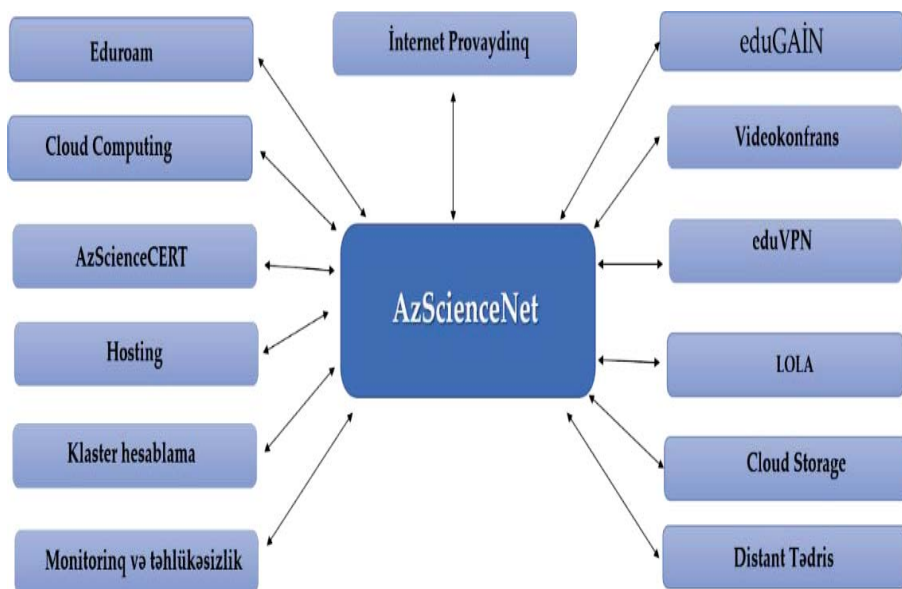 Eduroam
İnternet Provaydinq
eduGAİN
Cloud Computing
Videokonfrans
AzScienceCERT
eduVPN
AzScienceNet
Hosting
LOLA
Klaster hesablama
Cloud Storage
Monitorinq və təhlükəsizlik
Distant Tədris